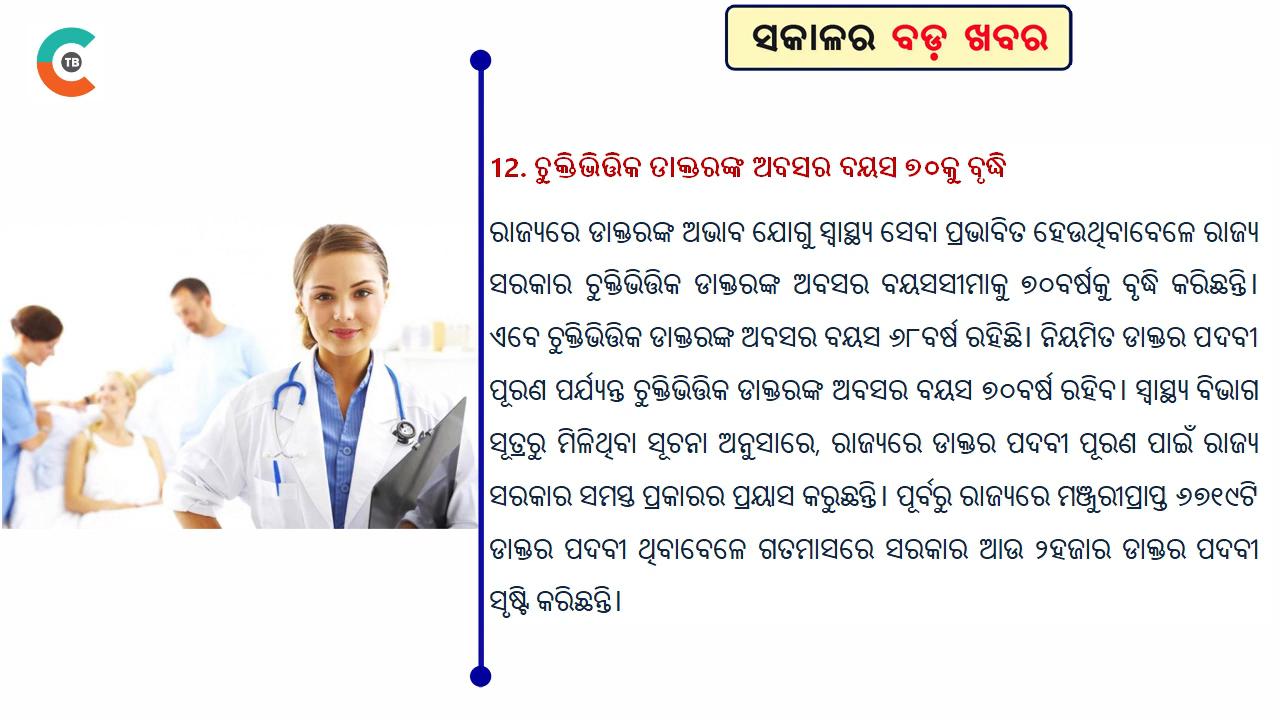 TB
ସକାଳର ବଡ଼ ଖବର
12. ଚୁକ୍ତିଭିତ୍ତିକ ଡାକ୍ତରଙ୍କ ଅବସର ବୟସ ୭୦କୁ ବୃଦ୍ଧି
ରାଜ୍ୟରେ ଡାକ୍ତରଙ୍କ ଅଭାବ ଯୋଗୁ ସ୍ୱାସ୍ଥ୍ୟ ସେବା ପ୍ରଭାବିତ ହେଉଥିବାବେଳେ ରାଜ୍ୟ
ସରକାର ଚୁକ୍ତିଭିତ୍ତିକ ଡାକ୍ତରଙ୍କ ଅବସର ବୟସସୀମାକୁ ୭୦ବର୍ଷକୁ ବୃଦ୍ଧି କରିଛନ୍ତି।
ଏବେ ଚୁକ୍ତିଭିତ୍ତିକ ଡାକ୍ତରଙ୍କ ଅବସର ବୟସ ୬୮ବର୍ଷ ରହିଛି। ନିୟମିତ ଡାକ୍ତର ପଦବୀ
ପୂରଣ ପର୍ଯ୍ୟନ୍ତ ଚୁକ୍ତିଭିତ୍ତିକ ଡାକ୍ତରଙ୍କ ଅବସର ବୟସ ୭୦ବର୍ଷ ରହିବ। ସ୍ୱାସ୍ଥ୍ୟ ବିଭାଗ
ସୂତ୍ରରୁ ମିଳିଥିବା ସୂଚନା ଅନୁସାରେ, ରାଜ୍ୟରେ ଡାକ୍ତର ପଦବୀ ପୂରଣ ପାଇଁ ରାଜ୍ୟ
ସରକାର ସମସ୍ତ ପ୍ରକାରର ପ୍ରୟାସ କରୁଛନ୍ତି। ପୂର୍ବରୁ ରାଜ୍ୟରେ ମଞ୍ଜୁରୀପ୍ରାପ୍ତ ୬୭୧୯ଟି
ଡାକ୍ତର ପଦବୀ ଥିବାବେଳେ ଗତମାସରେ ସରକାର ଆଉ ୨ହଜାର ଡାକ୍ତର ପଦବୀ
ସୃଷ୍ଟି କରିଛନ୍ତି।